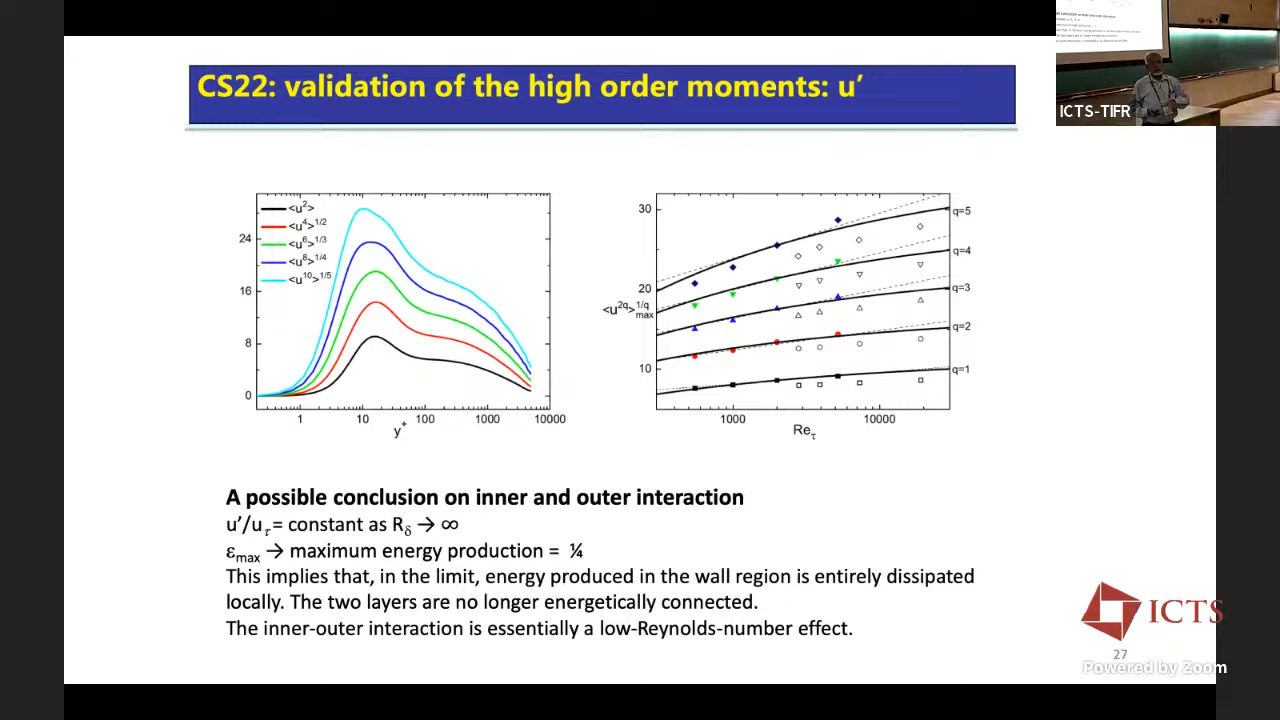 CS22: validation of the high order moments: u′
ICTS-TIFR
<u²>
<u⁴>^1/2
<u⁶>^1/3
<u⁸>^1/4
<u¹⁰>^1/5
24
16
8
0
1
10
100
1000
10000
y⁺
30
20
10
<u^2q>^1/q max
q=5
q=4
q=3
q=2
q=1
1000
10000
Re_τ
A possible conclusion on inner and outer interaction
u′/u_τ = constant as R_δ → ∞
ε_max → maximum energy production = ¼
This implies that, in the limit, energy produced in the wall region is entirely dissipated
locally. The two layers are no longer energetically connected.
The inner-outer interaction is essentially a low-Reynolds-number effect.
ICTS
27
Powered by Zoom